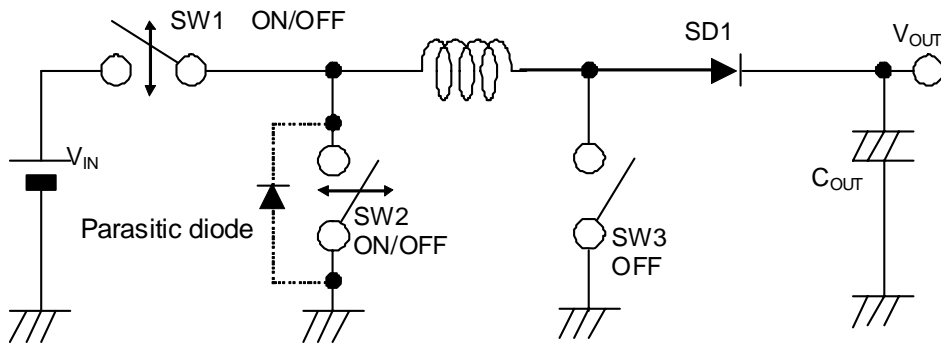 SW1 ON/OFF
SD1
VOUT
VIN
COUT
Parasitic diode
SW2
ON/OFF
SW3
OFF